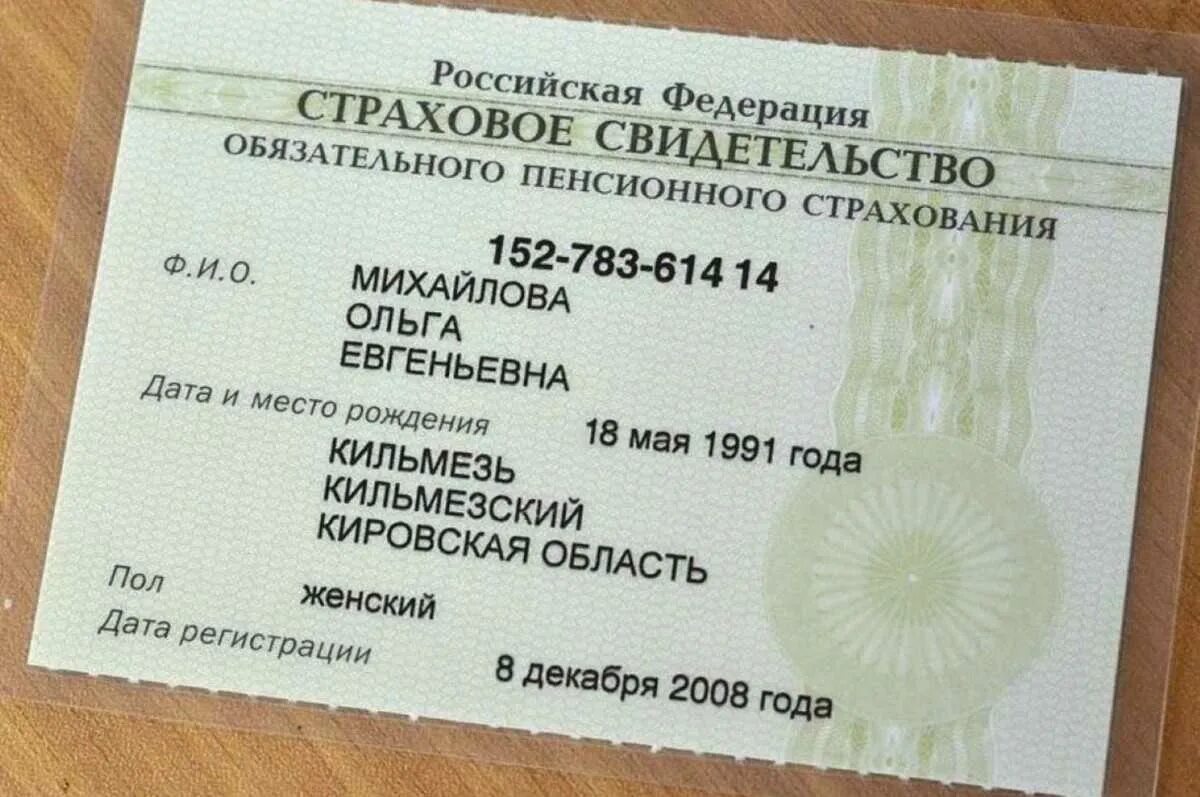 Российская Федерация
СТРАХОВОЕ СВИДЕТЕЛЬСТВО
ОБЯЗАТЕЛЬНОГО ПЕНСИОННОГО СТРАХОВАНИЯ
152-783-614 14
Ф.И.О. МИХАЙЛОВА
ОЛЬГА
ЕВГЕНЬЕВНА
Дата и место рождения 18 мая 1991 года
КИЛЬМЕЗЬ
КИЛЬМЕЗСКИЙ
КИРОВСКАЯ ОБЛАСТЬ
Пол женский
Дата регистрации 8 декабря 2008 года